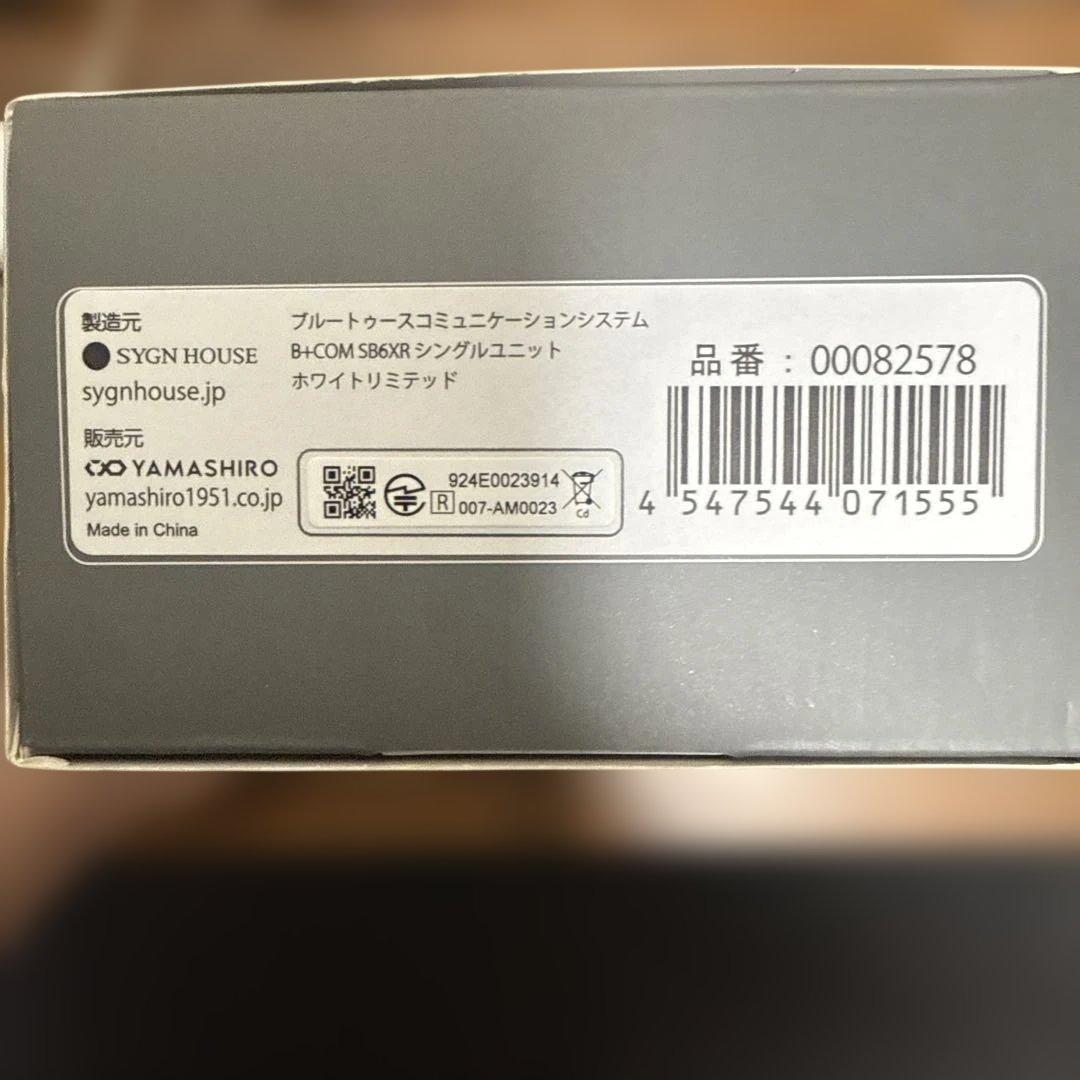 製造元
SYGN HOUSE
sygnhouse.jp
販売元
YAMASHIRO
yamashiro1951.co.jp
Made in China
ブルートゥースコミュニケーションシステム
B+COM SB6XR シングルユニット
ホワイトリミテッド
924E0023914
R 007-AM0023
Cd
品番：00082578
4 547544 071555